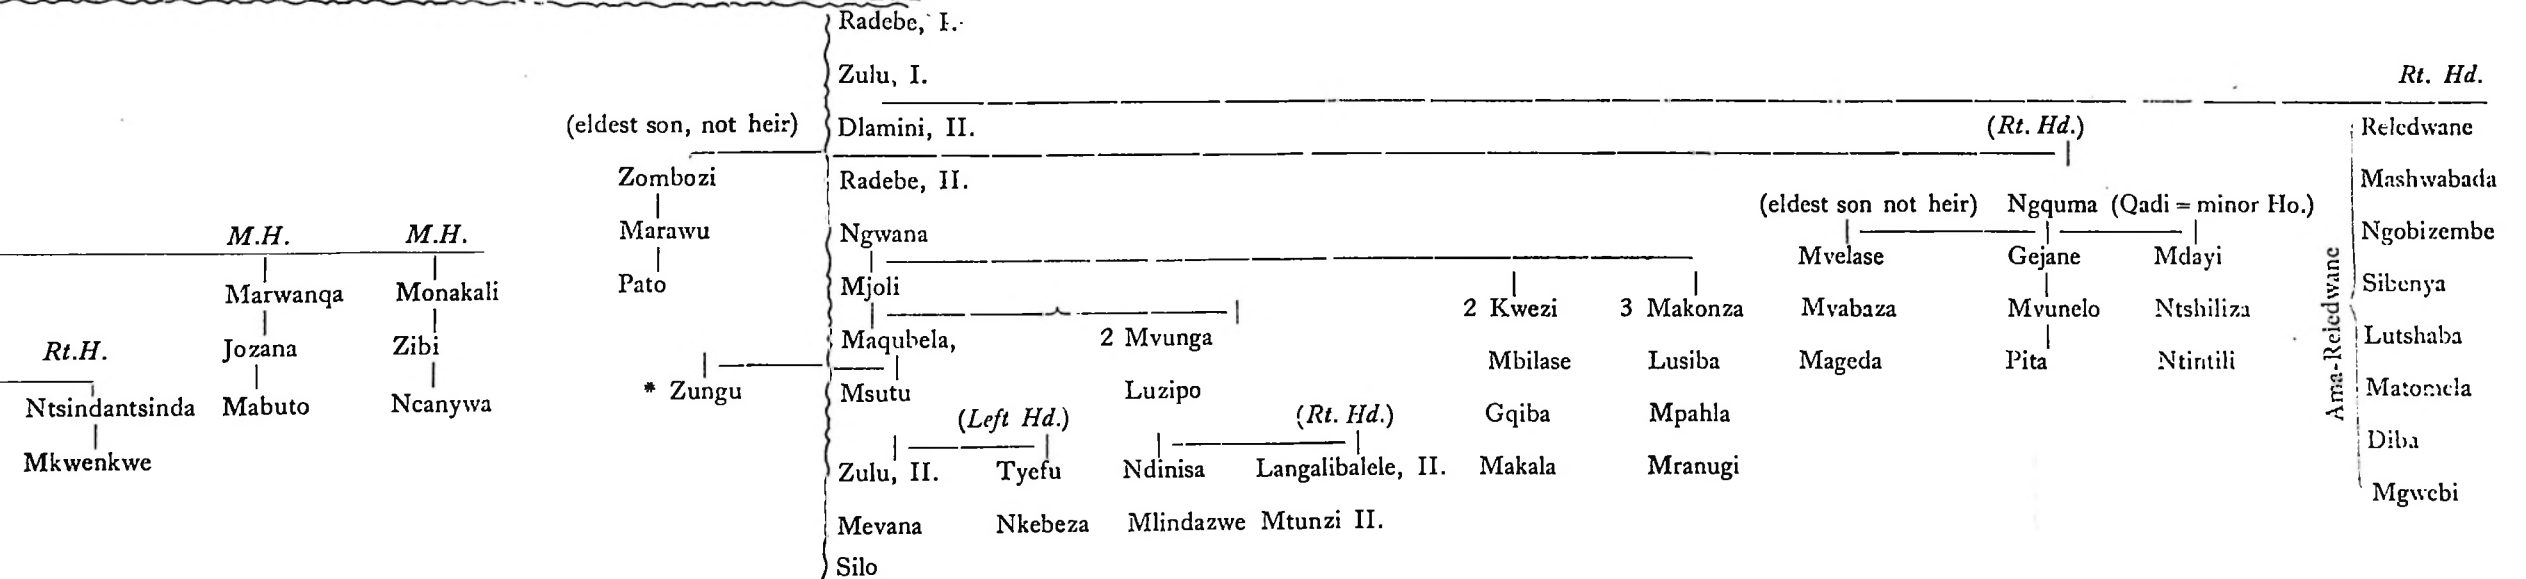 Radebe, I.
Zulu, I. Rt. Hd.
(eldest son, not heir) Dlamini, II. (Rt. Hd.) Reledwane
Zombozi Radebe, II. Mashwabada
(eldest son not heir) Ngquma (Qadi = minor Ho.)
M.H. M.H. Marawu Ngwana Ngobizembe
Mvelase Gejane Mdayi
Marwanqa Monakali Pato Mjoli Sibenya
2 Kwezi 3 Makonza Mvabaza Mvunelo Ntshiliza
Ama-Reledwane
Rt.H. Jozana Zibi Maqubela, 2 Mvunga Lutshaba
Mbilase Lusiba Mageda Pita Ntintili
* Zungu Msutu Luzipo Matomela
Ntsindantsinda Mabuto Ncanywa (Left Hd.) (Rt. Hd.) Gqiba Mpahla
Diba
Mkwenkwe Zulu, II. Tyefu Ndinisa Langalibalele, II. Makala Mranugi
Mgwebi
Mevana Nkebeza Mlindazwe Mtunzi II.
Silo